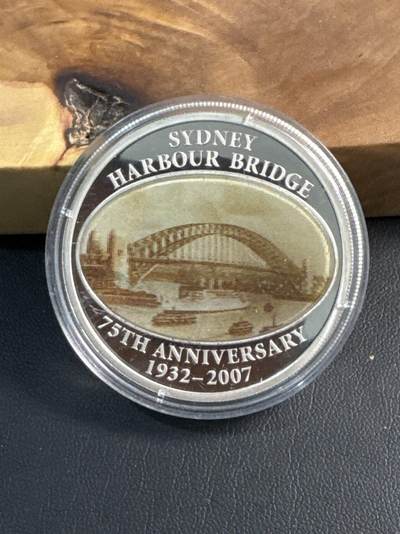 SYDNEY
HARBOUR BRIDGE
75TH ANNIVERSARY
1932–2007